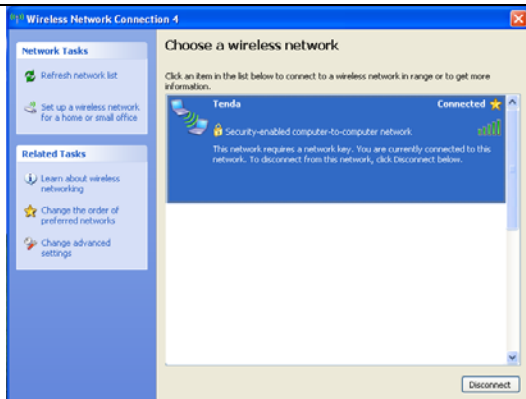 Wireless Network Connection 4
Network Tasks
Refresh network list
Set up a wireless network
for a home or small office
Related Tasks
Learn about wireless
networking
Change the order of
preferred networks
Change advanced
settings
Choose a wireless network
Click an item in the list below to connect to a wireless network in range or to get more
information.
Tenda Connected
Security-enabled computer-to-computer network
This network requires a network key. You are currently connected to this
network. To disconnect from this network, click Disconnect below.
Disconnect